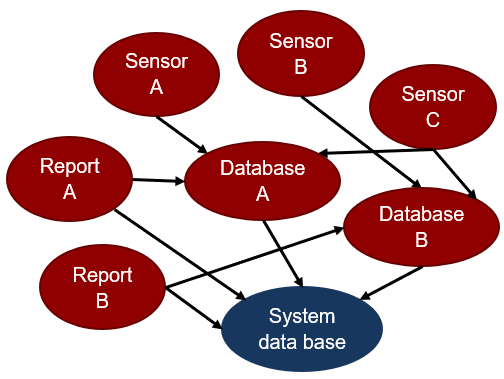 Sensor
A
Sensor
B
Sensor
C
Report
A
Database
A
Database
B
Report
B
System
data base